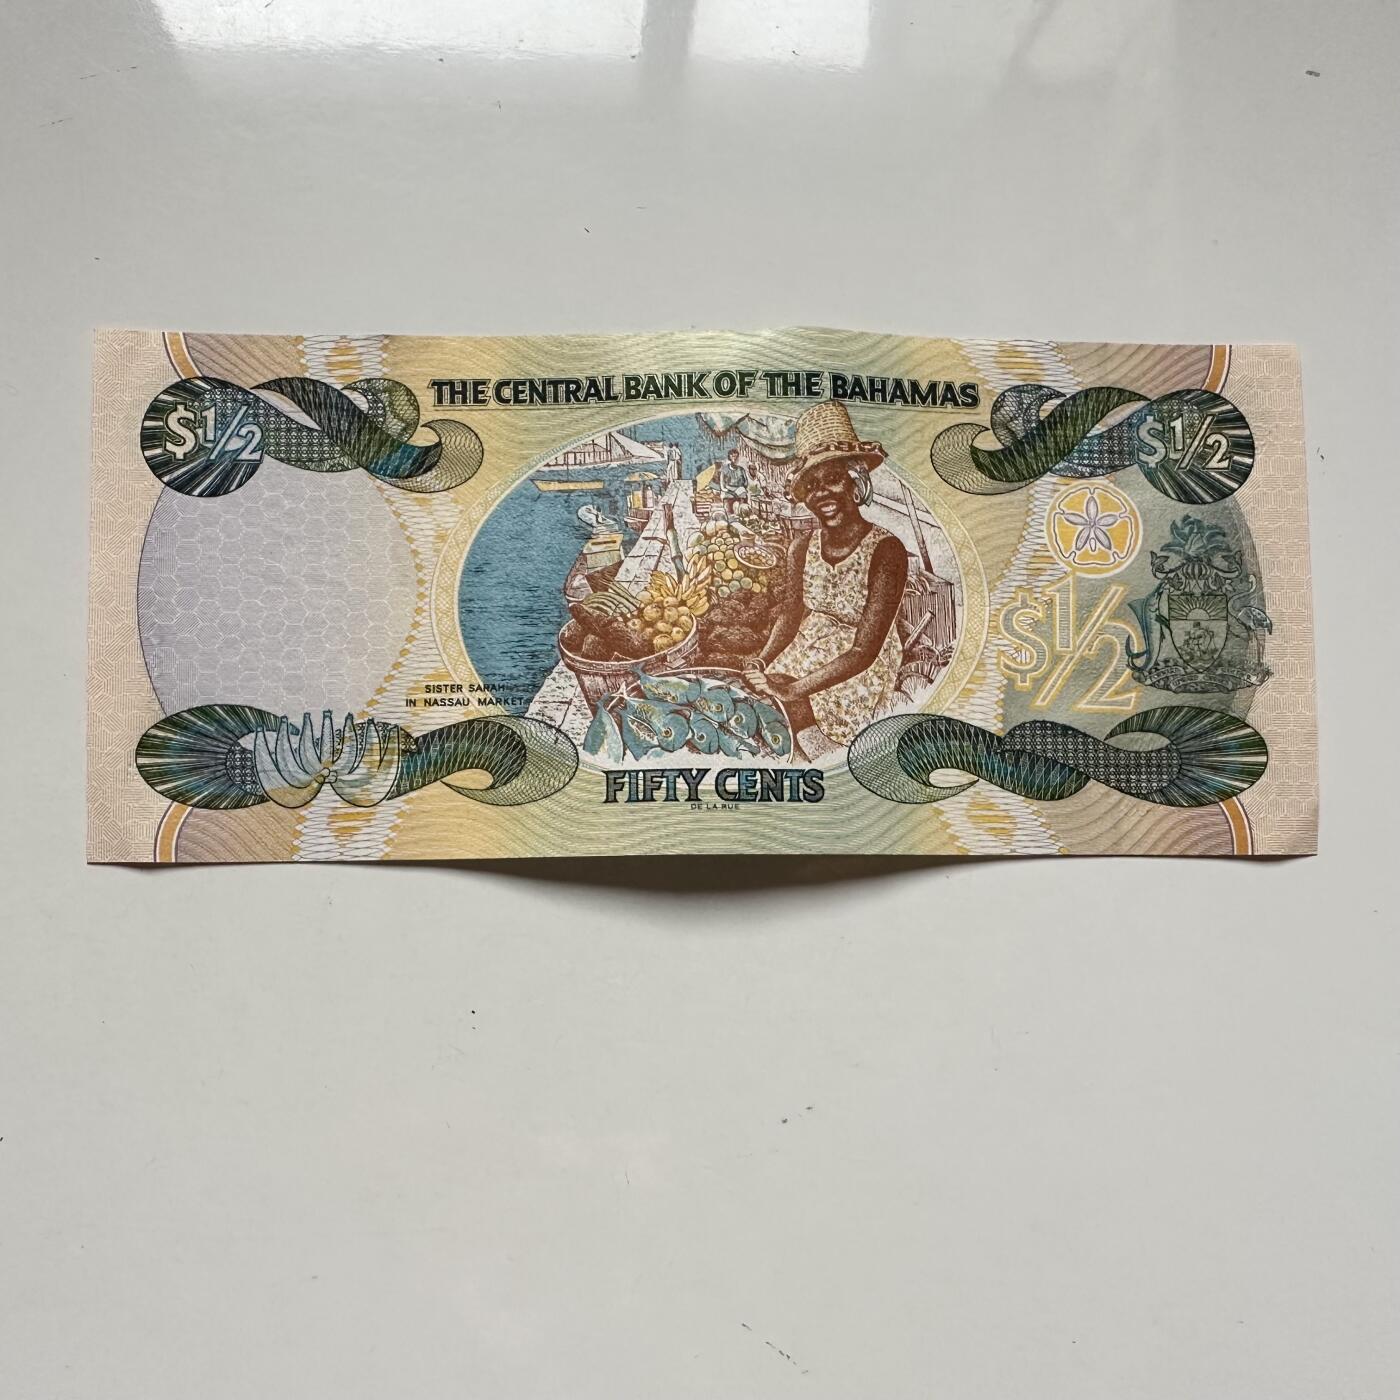 THE CENTRAL BANK OF THE BAHAMAS
$1/2
$1/2
$1/2
SISTER SARAH
IN NASSAU MARKET
FIFTY CENTS
DE LA RUE